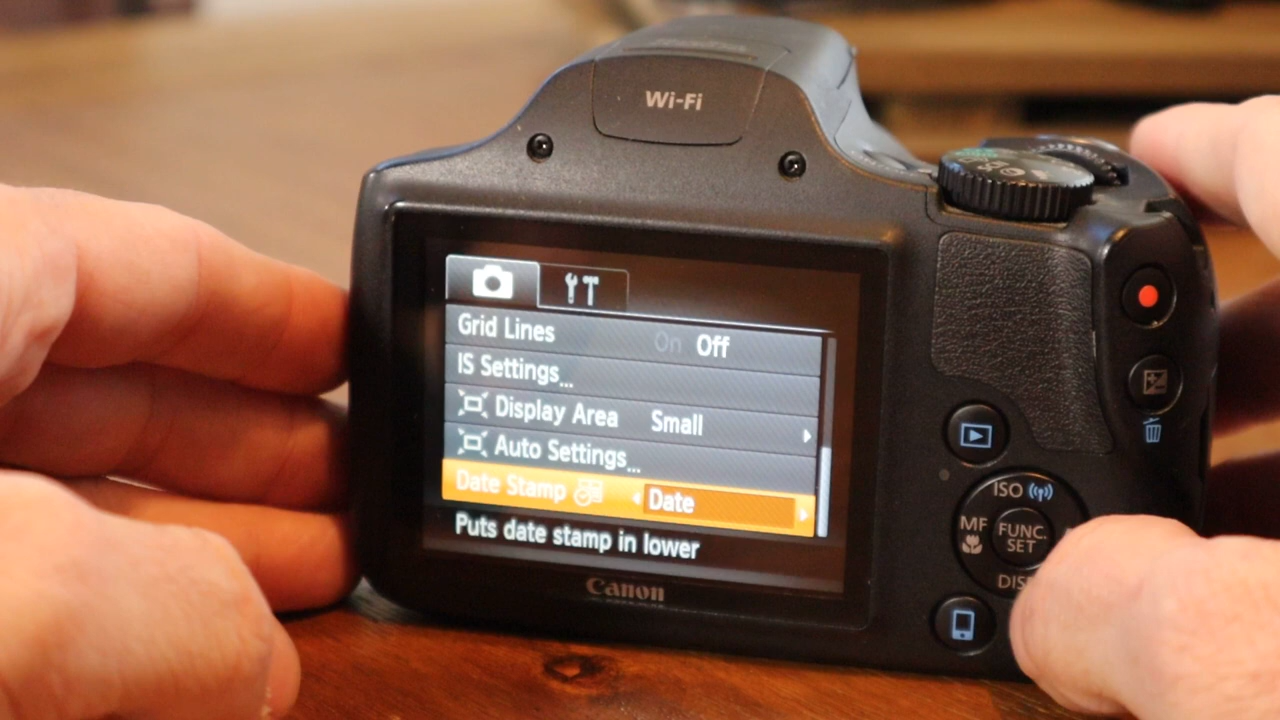 Wi-Fi
Grid Lines On Off
IS Settings...
Display Area Small
Auto Settings...
Date Stamp Date
Puts date stamp in lower
Canon
ISO
MF
FUNC.
SET